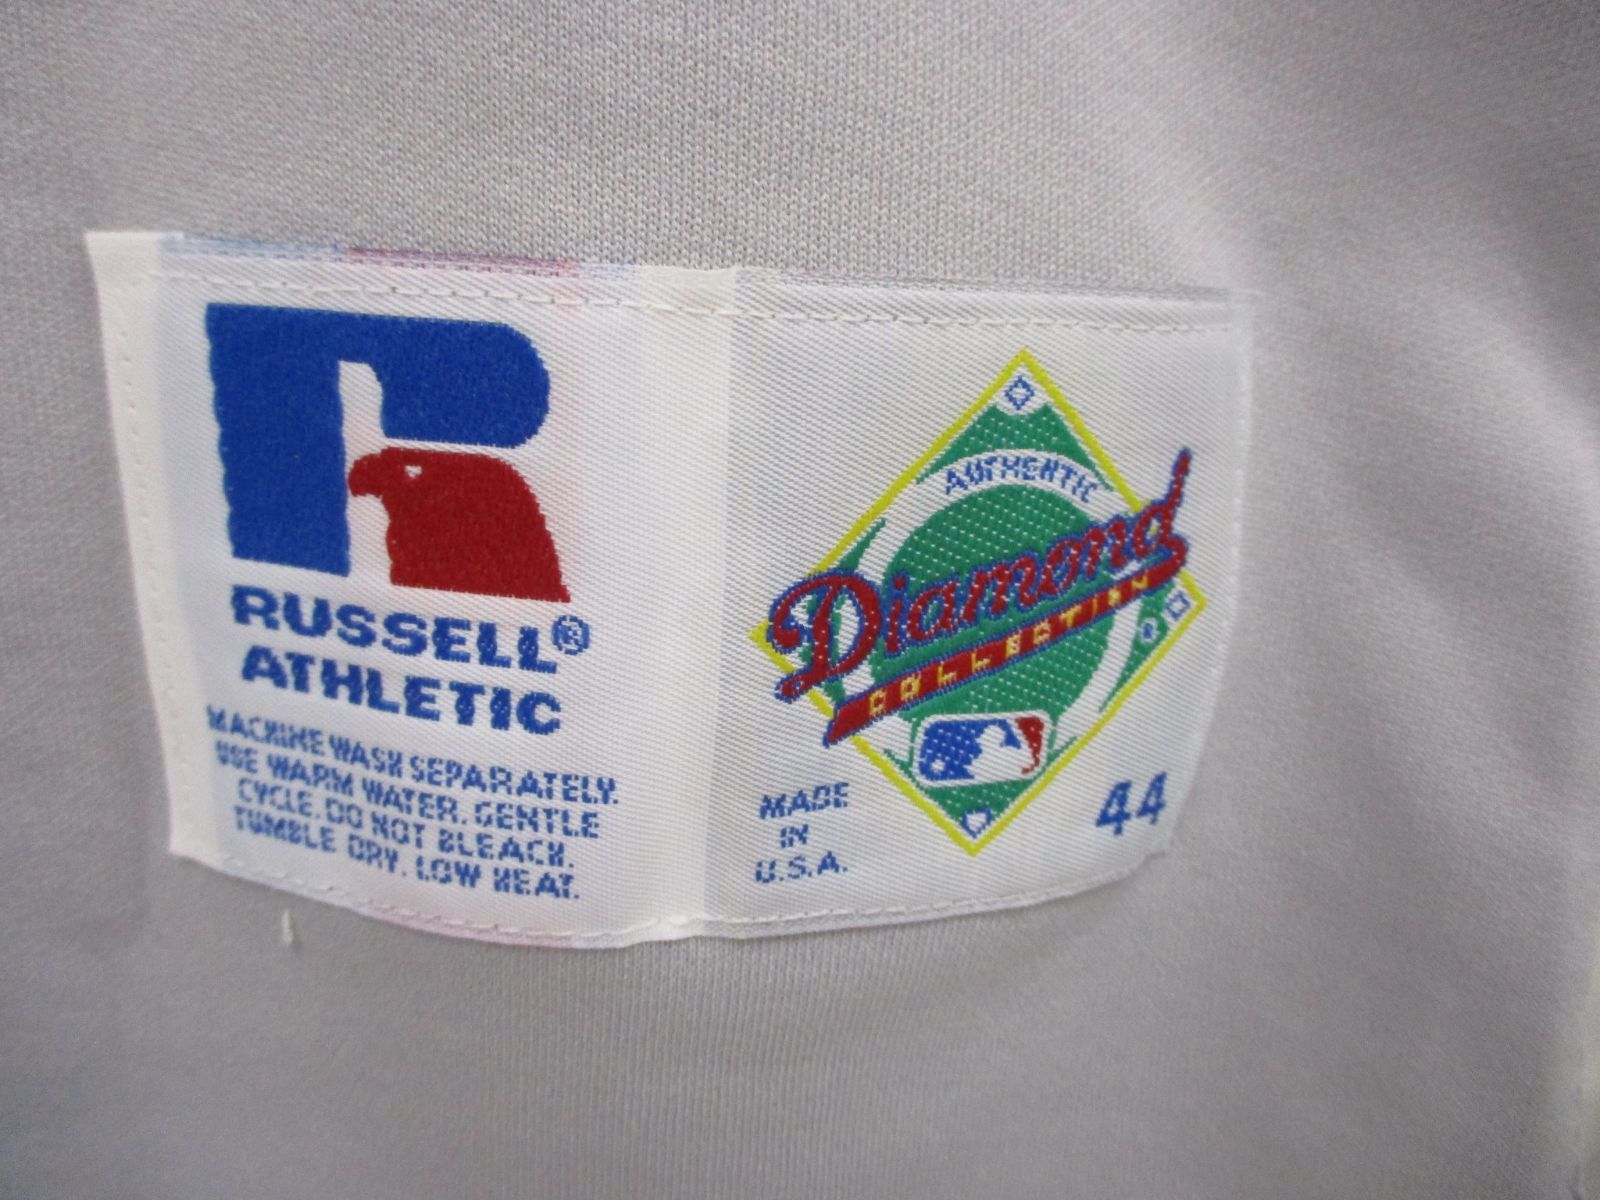 RUSSELL®
ATHLETIC
MACHINE WASH SEPARATELY.
USE WARM WATER. GENTLE
CYCLE. DO NOT BLEACH.
TUMBLE DRY. LOW HEAT.
AUTHENTIC
Diamond
COLLECTION
MADE
IN
U.S.A.
44